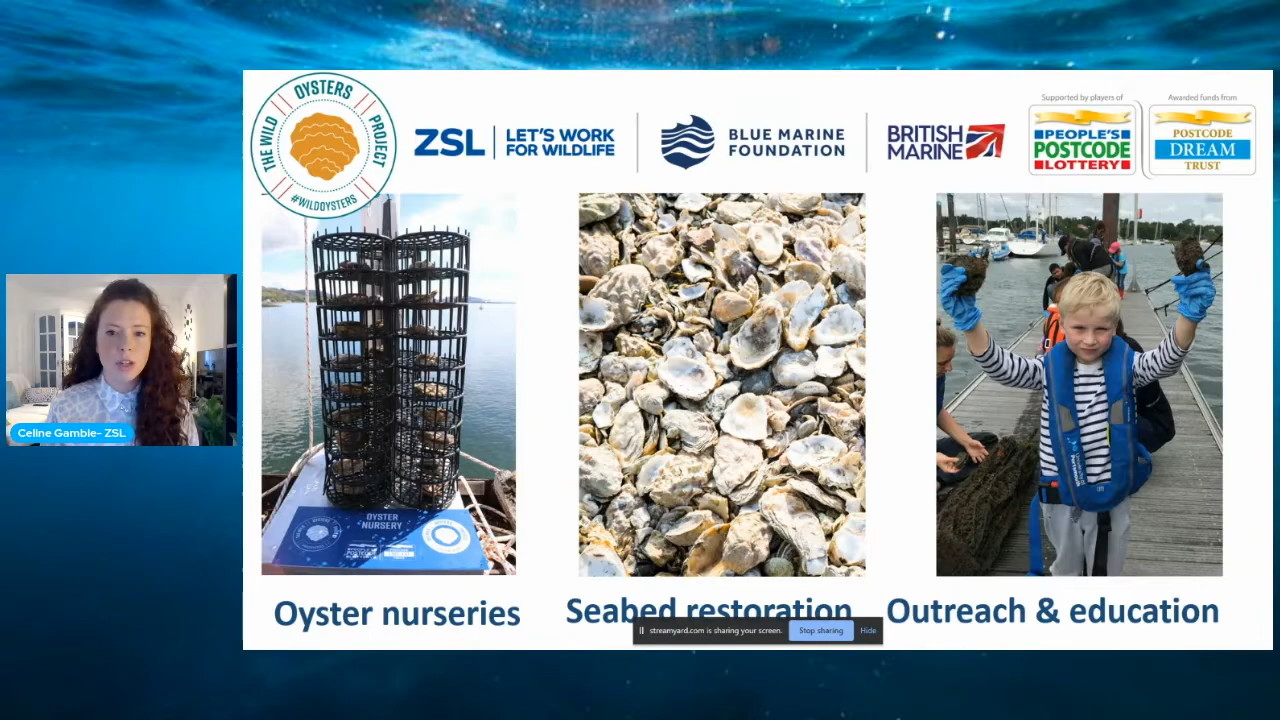 THE WILD OYSTERS PROJECT
#WILDOYSTERS
ZSL
LET'S WORK
FOR WILDLIFE
BLUE MARINE
FOUNDATION
BRITISH
MARINE
Supported by players of
PEOPLE'S
POSTCODE
LOTTERY
Awarded funds from
POSTCODE
DREAM
TRUST
Celine Gamble- ZSL
OYSTER
NURSERY
Oyster nurseries
Seabed restoration
Outreach & education
streamyard.com is sharing your screen.
Stop sharing
Hide